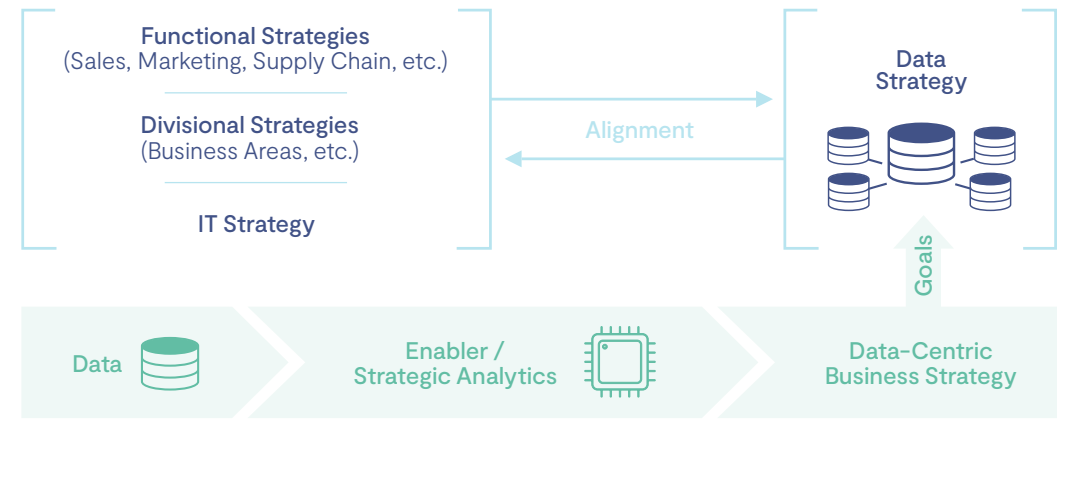 Functional Strategies
(Sales, Marketing, Supply Chain, etc.)
Divisional Strategies
(Business Areas, etc.)
IT Strategy
Alignment
Data
Strategy
Goals
Data
Enabler /
Strategic Analytics
Data-Centric
Business Strategy